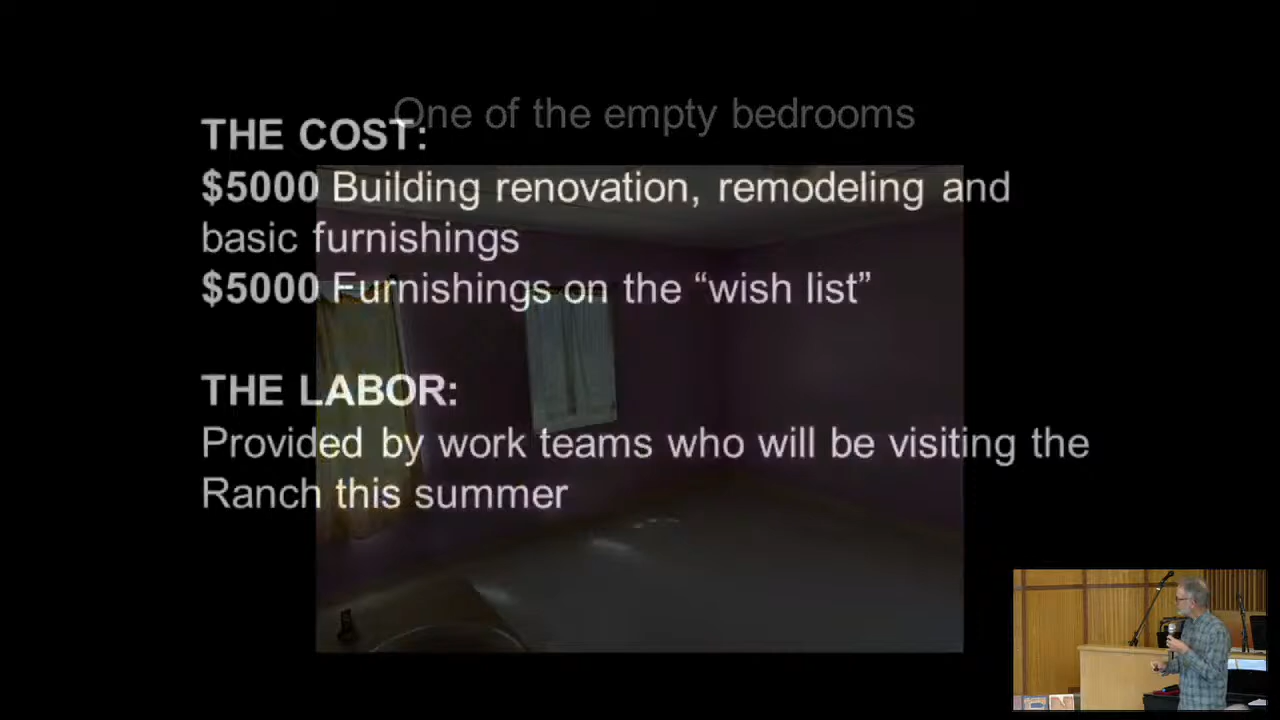 One of the empty bedrooms
THE COST:
$5000 Building renovation, remodeling and
basic furnishings
$5000 Furnishings on the “wish list”
THE LABOR:
Provided by work teams who will be visiting the
Ranch this summer